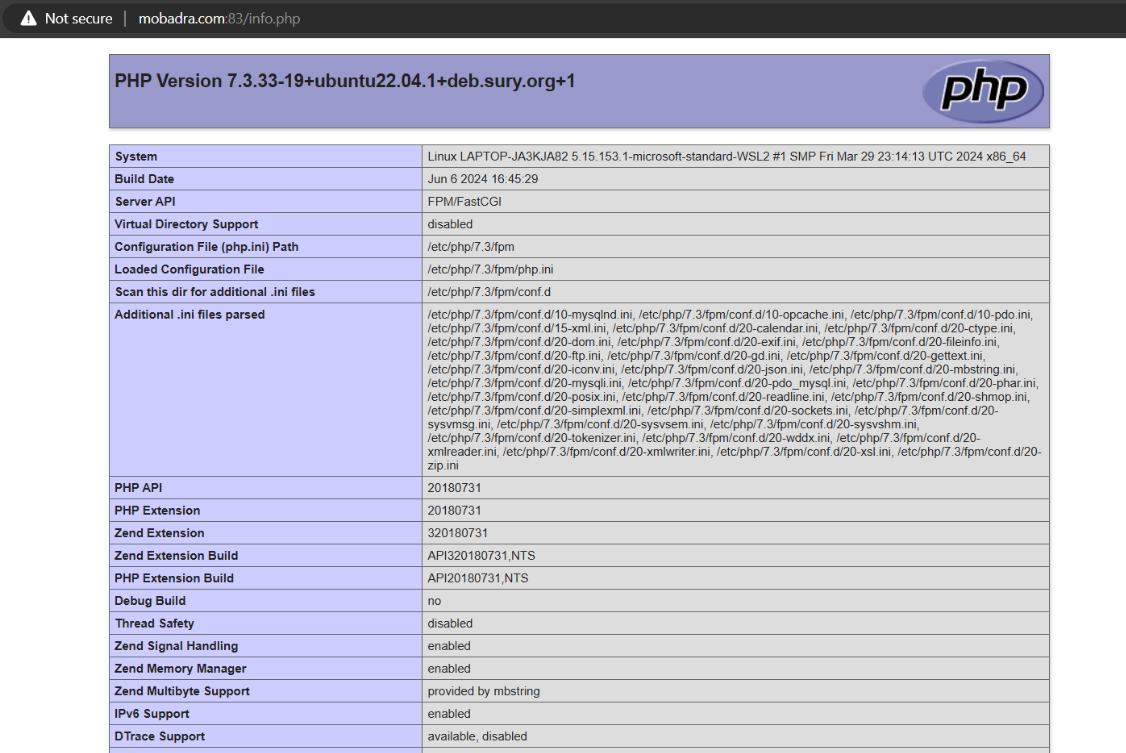 Not secure | mobadra.com:83/info.php
PHP Version 7.3.33-19+ubuntu22.04.1+deb.sury.org+1
php
System Linux LAPTOP-JA3KJA82 5.15.153.1-microsoft-standard-WSL2 #1 SMP Fri Mar 29 23:14:13 UTC 2024 x86_64
Build Date Jun 6 2024 16:45:29
Server API FPM/FastCGI
Virtual Directory Support disabled
Configuration File (php.ini) Path /etc/php/7.3/fpm
Loaded Configuration File /etc/php/7.3/fpm/php.ini
Scan this dir for additional .ini files /etc/php/7.3/fpm/conf.d
Additional .ini files parsed /etc/php/7.3/fpm/conf.d/10-mysqlnd.ini, /etc/php/7.3/fpm/conf.d/10-opcache.ini, /etc/php/7.3/fpm/conf.d/10-pdo.ini,
/etc/php/7.3/fpm/conf.d/15-xml.ini, /etc/php/7.3/fpm/conf.d/20-calendar.ini, /etc/php/7.3/fpm/conf.d/20-ctype.ini,
/etc/php/7.3/fpm/conf.d/20-dom.ini, /etc/php/7.3/fpm/conf.d/20-exif.ini, /etc/php/7.3/fpm/conf.d/20-fileinfo.ini,
/etc/php/7.3/fpm/conf.d/20-ftp.ini, /etc/php/7.3/fpm/conf.d/20-gd.ini, /etc/php/7.3/fpm/conf.d/20-gettext.ini,
/etc/php/7.3/fpm/conf.d/20-iconv.ini, /etc/php/7.3/fpm/conf.d/20-json.ini, /etc/php/7.3/fpm/conf.d/20-mbstring.ini,
/etc/php/7.3/fpm/conf.d/20-mysqli.ini, /etc/php/7.3/fpm/conf.d/20-pdo_mysql.ini, /etc/php/7.3/fpm/conf.d/20-phar.ini,
/etc/php/7.3/fpm/conf.d/20-posix.ini, /etc/php/7.3/fpm/conf.d/20-readline.ini, /etc/php/7.3/fpm/conf.d/20-shmop.ini,
/etc/php/7.3/fpm/conf.d/20-simplexml.ini, /etc/php/7.3/fpm/conf.d/20-sockets.ini, /etc/php/7.3/fpm/conf.d/20-
sysvmsg.ini, /etc/php/7.3/fpm/conf.d/20-sysvsem.ini, /etc/php/7.3/fpm/conf.d/20-sysvshm.ini,
/etc/php/7.3/fpm/conf.d/20-tokenizer.ini, /etc/php/7.3/fpm/conf.d/20-wddx.ini, /etc/php/7.3/fpm/conf.d/20-
xmlreader.ini, /etc/php/7.3/fpm/conf.d/20-xmlwriter.ini, /etc/php/7.3/fpm/conf.d/20-xsl.ini, /etc/php/7.3/fpm/conf.d/20-
zip.ini
PHP API 20180731
PHP Extension 20180731
Zend Extension 320180731
Zend Extension Build API320180731,NTS
PHP Extension Build API20180731,NTS
Debug Build no
Thread Safety disabled
Zend Signal Handling enabled
Zend Memory Manager enabled
Zend Multibyte Support provided by mbstring
IPv6 Support enabled
DTrace Support available, disabled